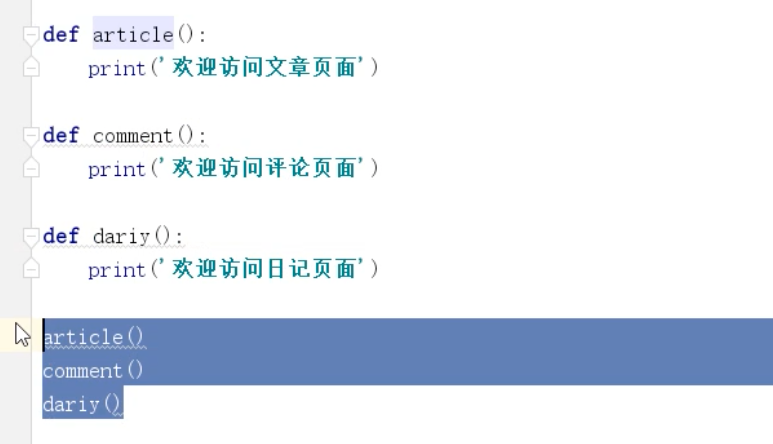 def article():
    print('欢迎访问文章页面')
def comment():
    print('欢迎访问评论页面')
def dariy():
    print('欢迎访问日记页面')
article()
comment()
dariy()